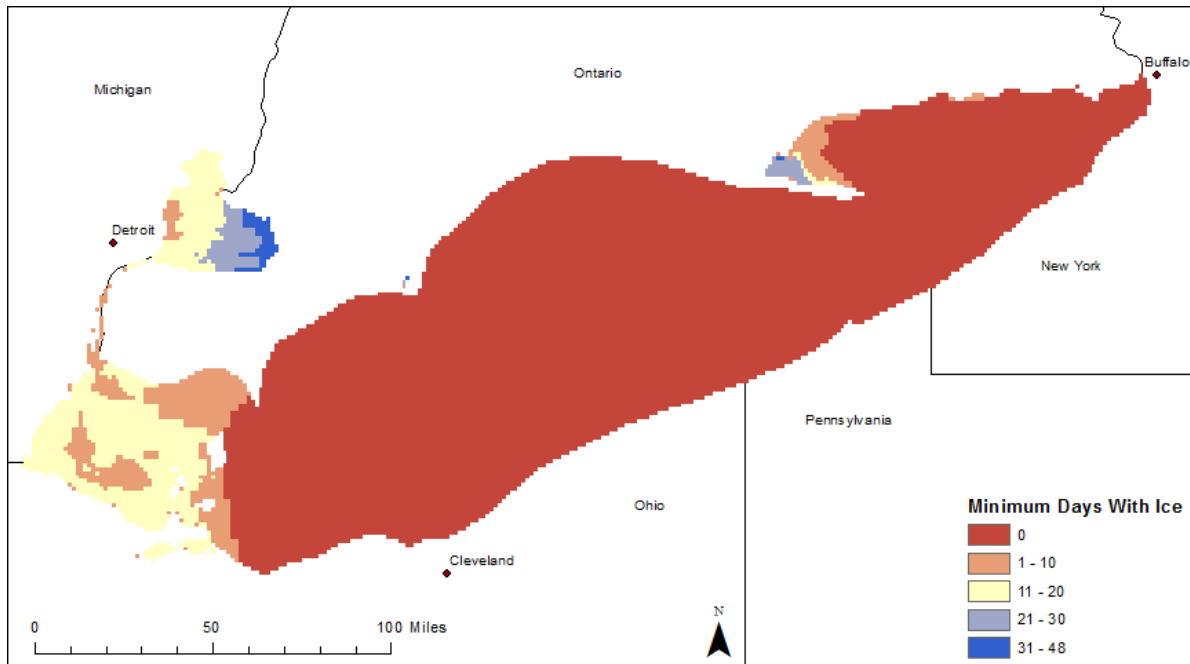 Buffalo
Ontario
Michigan
Detroit
New York
Pennsylvania
Ohio
Cleveland
Minimum Days With Ice
0
1 - 10
11 - 20
21 - 30
31 - 48
N
0 50 100 Miles